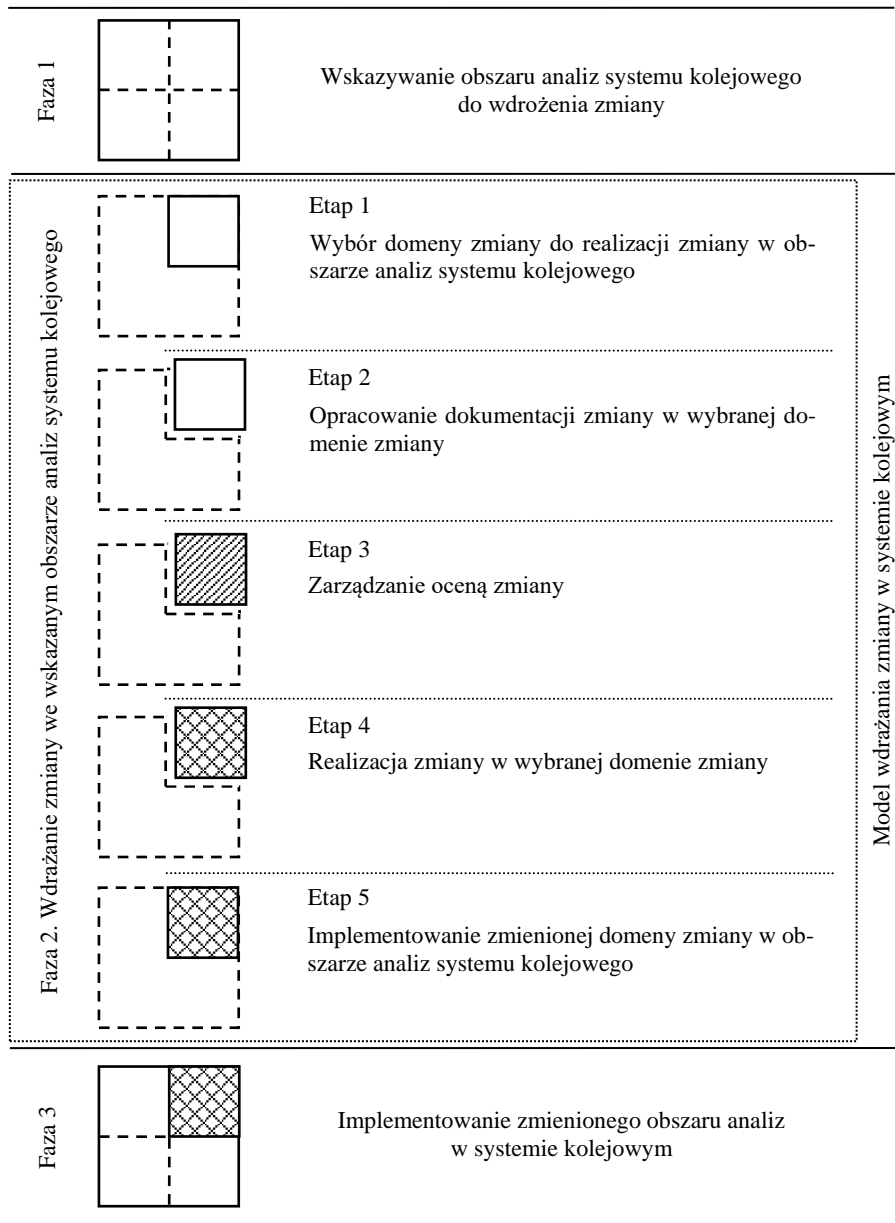 Faza 1
Wskazywanie obszaru analiz systemu kolejowego
do wdrożenia zmiany
Faza 2. Wdrażanie zmiany we wskazanym obszarze analiz systemu kolejowego
Etap 1
Wybór domeny zmiany do realizacji zmiany w ob-
szarze analiz systemu kolejowego
Etap 2
Opracowanie dokumentacji zmiany w wybranej do-
menie zmiany
Etap 3
Zarządzanie oceną zmiany
Etap 4
Realizacja zmiany w wybranej domenie zmiany
Etap 5
Implementowanie zmienionej domeny zmiany w ob-
szarze analiz systemu kolejowego
Model wdrażania zmiany w systemie kolejowym
Faza 3
Implementowanie zmienionego obszaru analiz
w systemie kolejowym